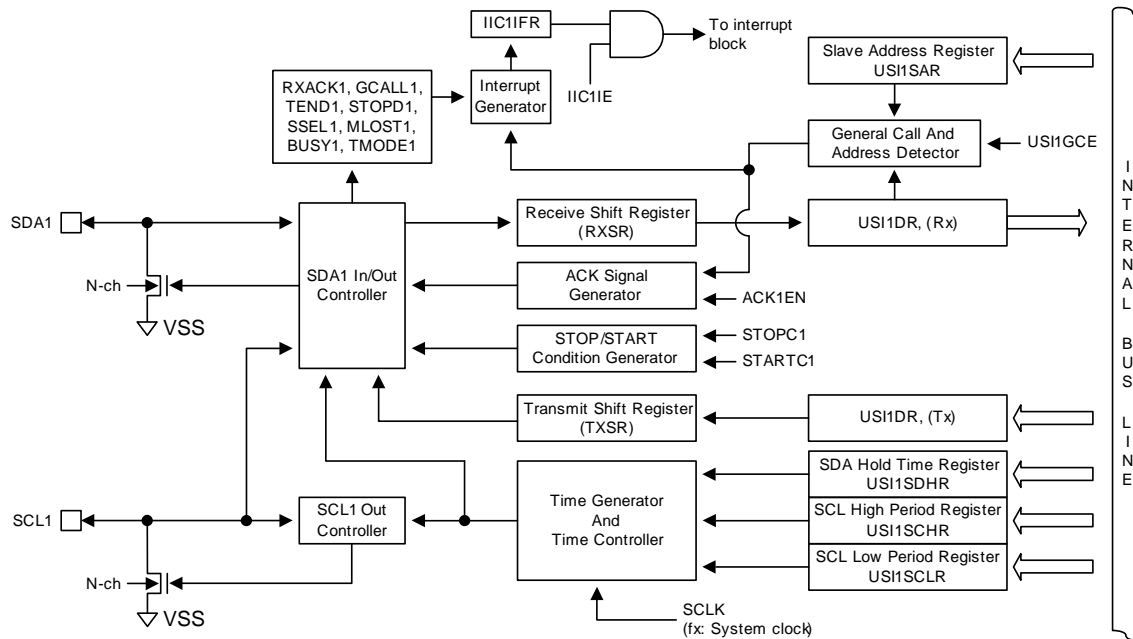 IIC1IFR
To interrupt
block
Slave Address Register
USI1SAR
RXACK1, GCALL1,
TEND1, STOPD1,
SSEL1, MLOST1,
BUSY1, TMODE1
Interrupt
Generator
IIC1IE
General Call And
Address Detector
USI1GCE
SDA1
SDA1 In/Out
Controller
Receive Shift Register
(RXSR)
USI1DR, (Rx)
N-ch
VSS
ACK Signal
Generator
ACK1EN
STOP/START
Condition Generator
STOPC1
STARTC1
Transmit Shift Register
(TXSR)
USI1DR, (Tx)
SCL1
SCL1 Out
Controller
N-ch
VSS
Time Generator
And
Time Controller
SDA Hold Time Register
USI1SDHR
SCL High Period Register
USI1SCHR
SCL Low Period Register
USI1SCLR
SCLK
(fx: System clock)
INTERNAL BUS LINE